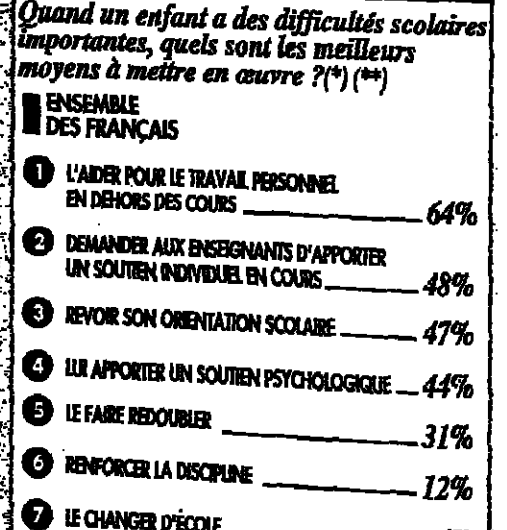 Quand un enfant a des difficultés scolaires
importantes, quels sont les meilleurs
moyens à mettre en œuvre ?(*) (**)
ENSEMBLE
DES FRANÇAIS
1 L'AIDER POUR LE TRAVAIL PERSONNEL
EN DEHORS DES COURS 64%
2 DEMANDER AUX ENSEIGNANTS D'APPORTER
UN SOUTIEN INDIVIDUEL EN COURS 48%
3 REVOIR SON ORIENTATION SCOLAIRE 47%
4 LUI APPORTER UN SOUTIEN PSYCHOLOGIQUE 44%
5 LE FAIRE REDOUBLER 31%
6 RENFORCER LA DISCIPLINE 12%
7 LE CHANGER D'ÉCOLE